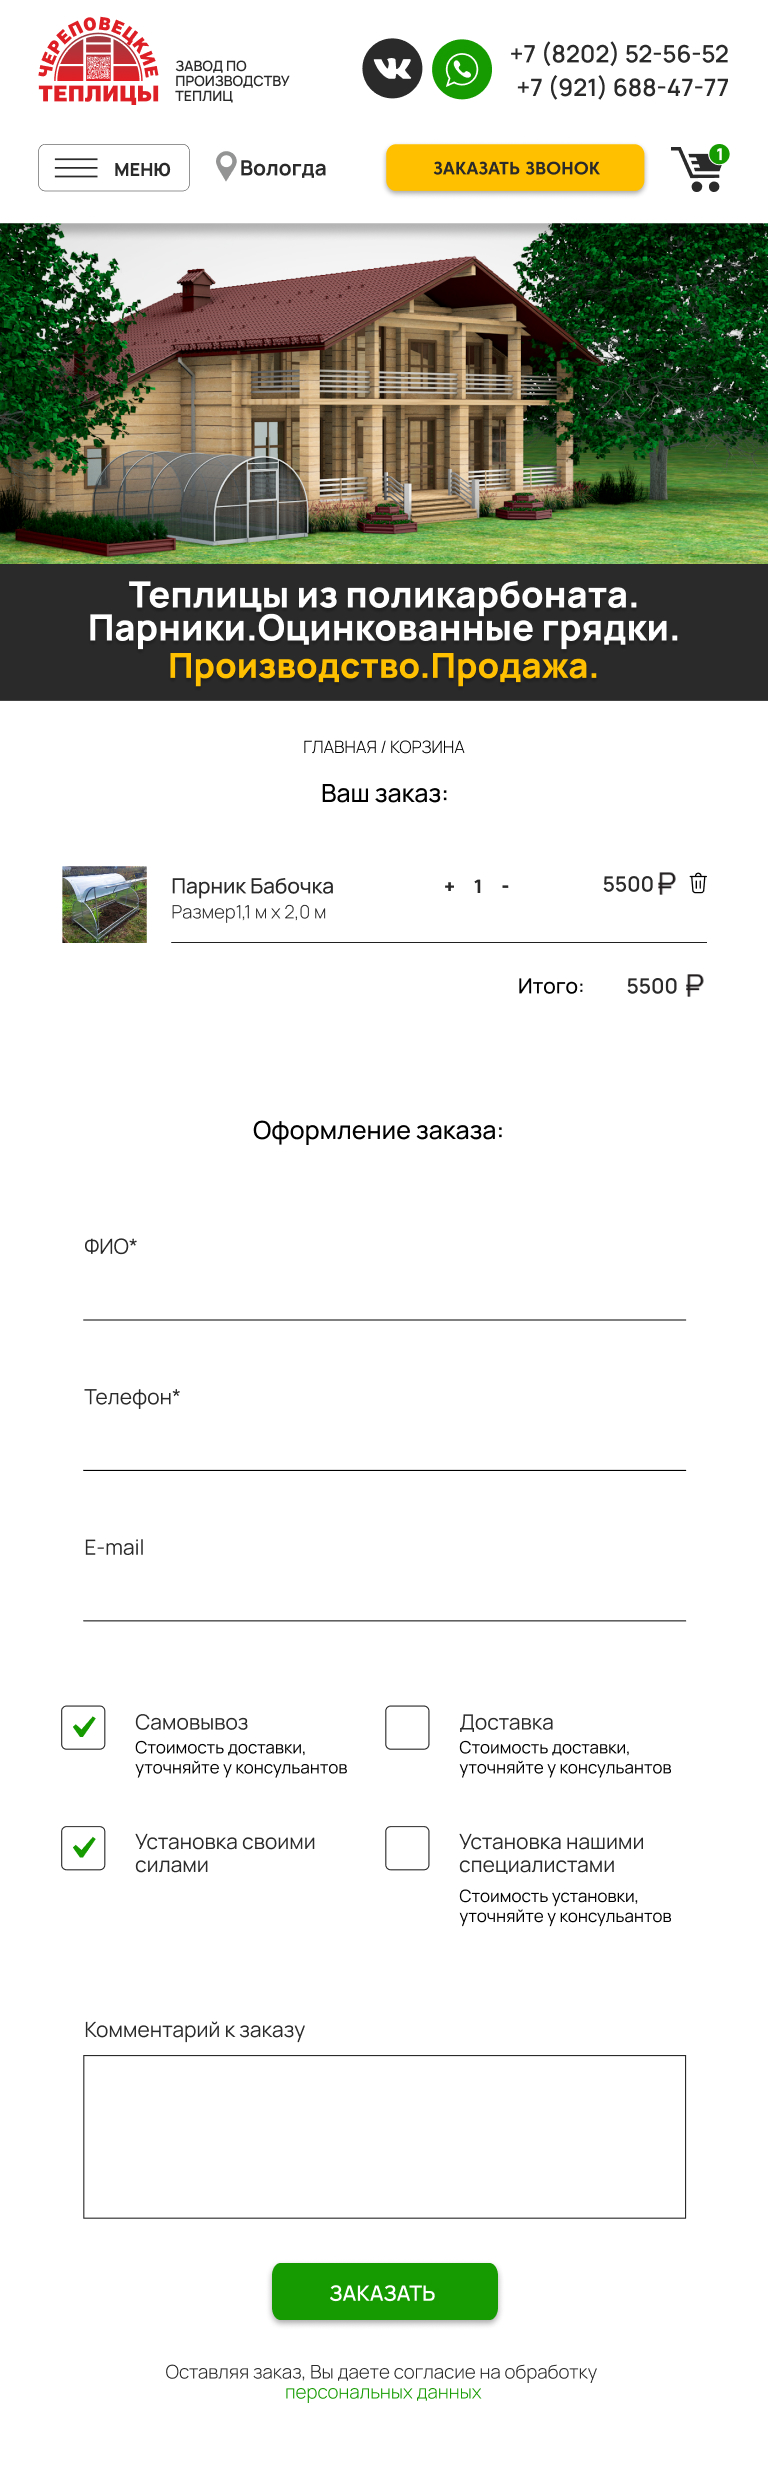 ЧЕРЕПОВЕЦКИЕ
ТЕПЛИЦЫ
ЗАВОД ПО
ПРОИЗВОДСТВУ
ТЕПЛИЦ
+7 (8202) 52-56-52
+7 (921) 688-47-77
МЕНЮ
Вологда
ЗАКАЗАТЬ ЗВОНОК
1
Теплицы из поликарбоната.
Парники.Оцинкованные грядки.
Производство.Продажа.
ГЛАВНАЯ / КОРЗИНА
Ваш заказ:
Парник Бабочка
+ 1 -
5500 ₽
Размер1,1 м х 2,0 м
Итого: 5500 ₽
Оформление заказа:
ФИО*
Телефон*
E-mail
Самовывоз
Стоимость доставки,
уточняйте у консультантов
Доставка
Стоимость доставки,
уточняйте у консультантов
Установка своими
силами
Установка нашими
специалистами
Стоимость установки,
уточняйте у консультантов
Комментарий к заказу
ЗАКАЗАТЬ
Оставляя заказ, Вы даете согласие на обработку
персональных данных